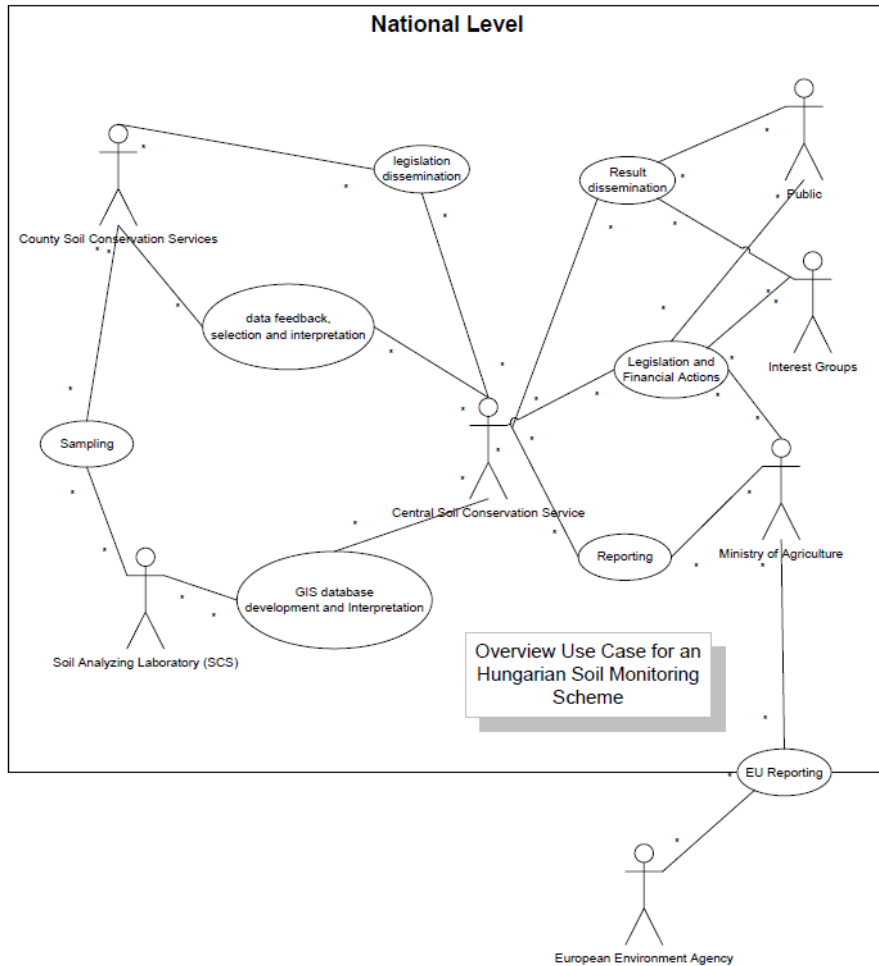 National Level
legislation
dissemination
Result
dissemination
Public
County Soil Conservation Services
data feedback,
selection and interpretation
Legislation and
Financial Actions
Interest Groups
Sampling
Central Soil Conservation Service
Reporting
Ministry of Agriculture
GIS database
development and Interpretation
Soil Analyzing Laboratory (SCS)
Overview Use Case for an
Hungarian Soil Monitoring
Scheme
EU Reporting
European Environment Agency